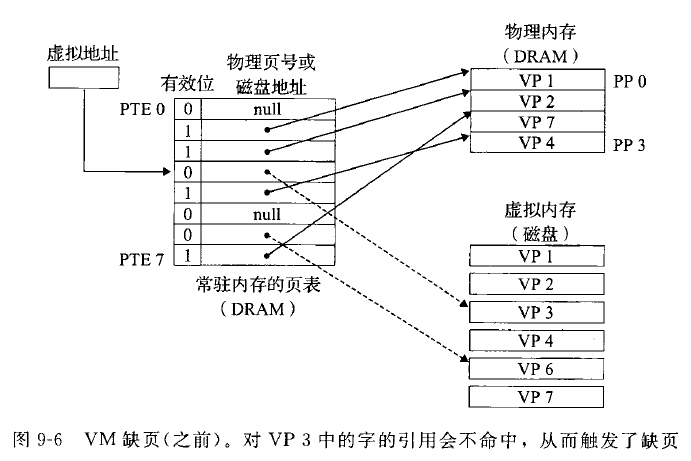 虚拟地址
有效位
物理页号或
磁盘地址
PTE 0
0
null
1
1
0
1
0
null
0
PTE 7
1
常驻内存的页表
(DRAM)
物理内存
(DRAM)
VP 1
PP 0
VP 2
VP 7
VP 4
PP 3
虚拟内存
(磁盘)
VP 1
VP 2
VP 3
VP 4
VP 6
VP 7
图 9-6 VM 缺页(之前)。对 VP 3 中的字的引用会不命中，从而触发了缺页